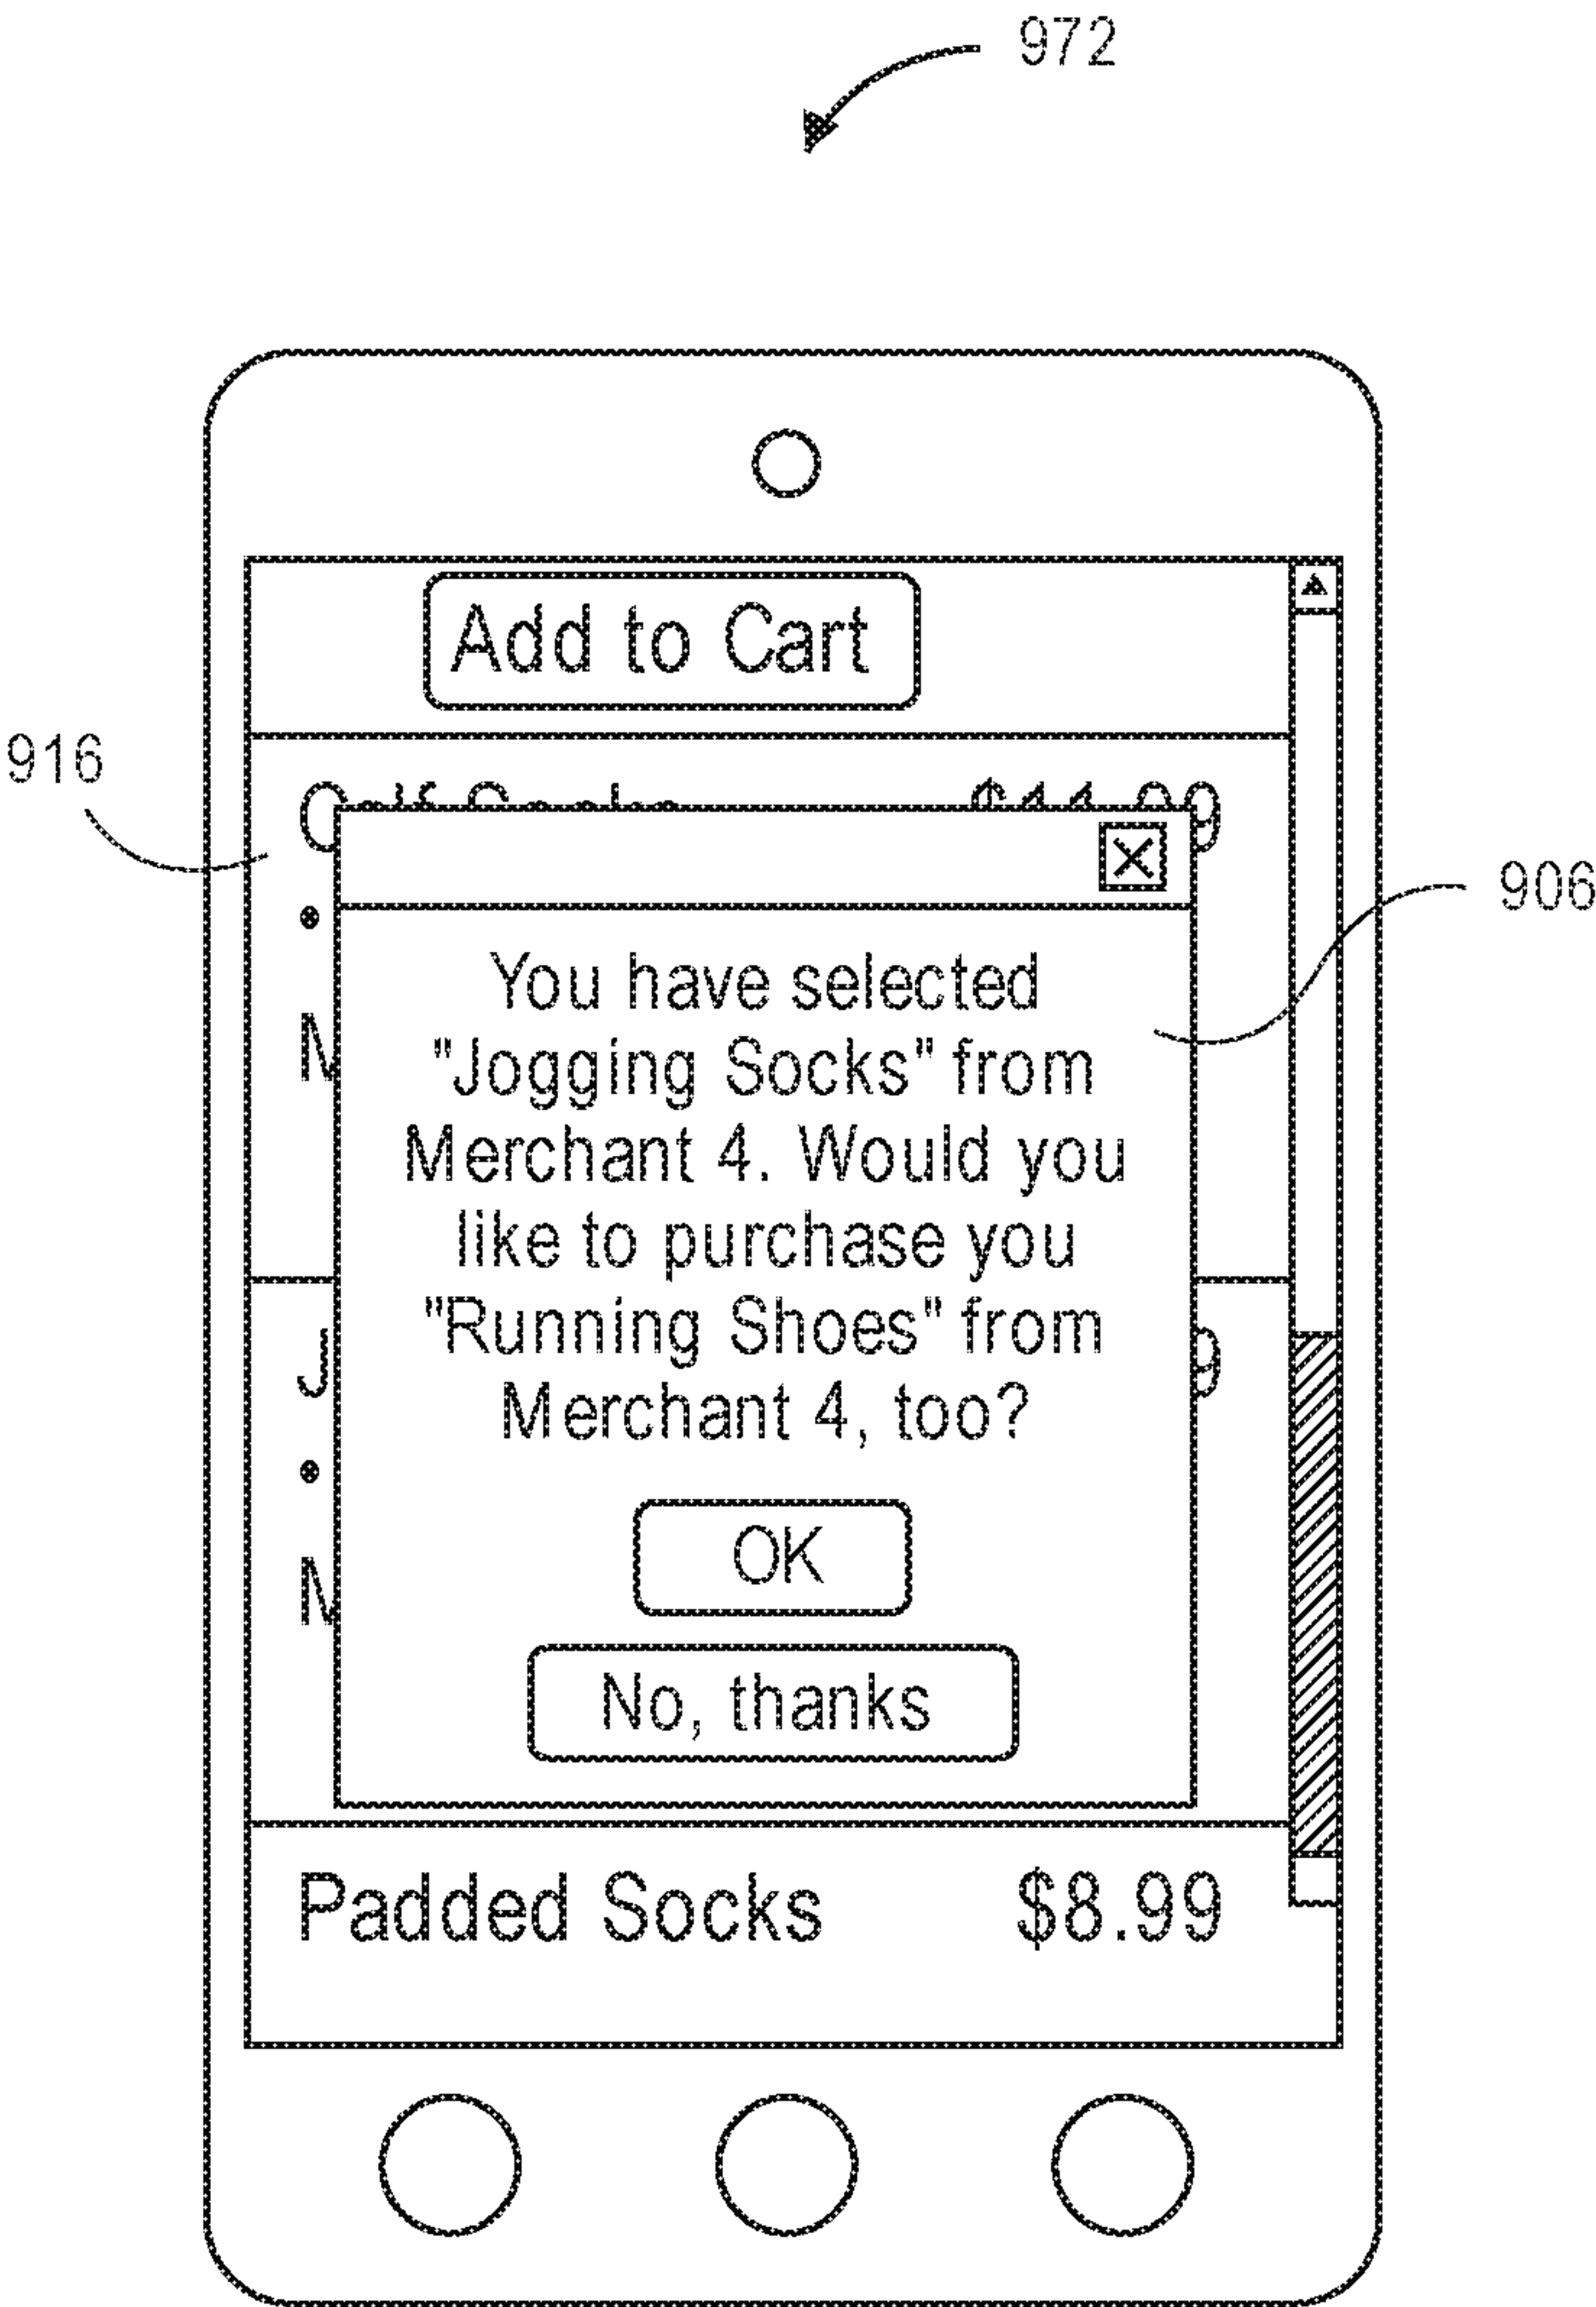 972
Add to Cart
916
906
You have selected
"Jogging Socks" from
Merchant 4. Would you
like to purchase you
"Running Shoes" from
Merchant 4, too?
OK
No, thanks
Padded Socks $8.99